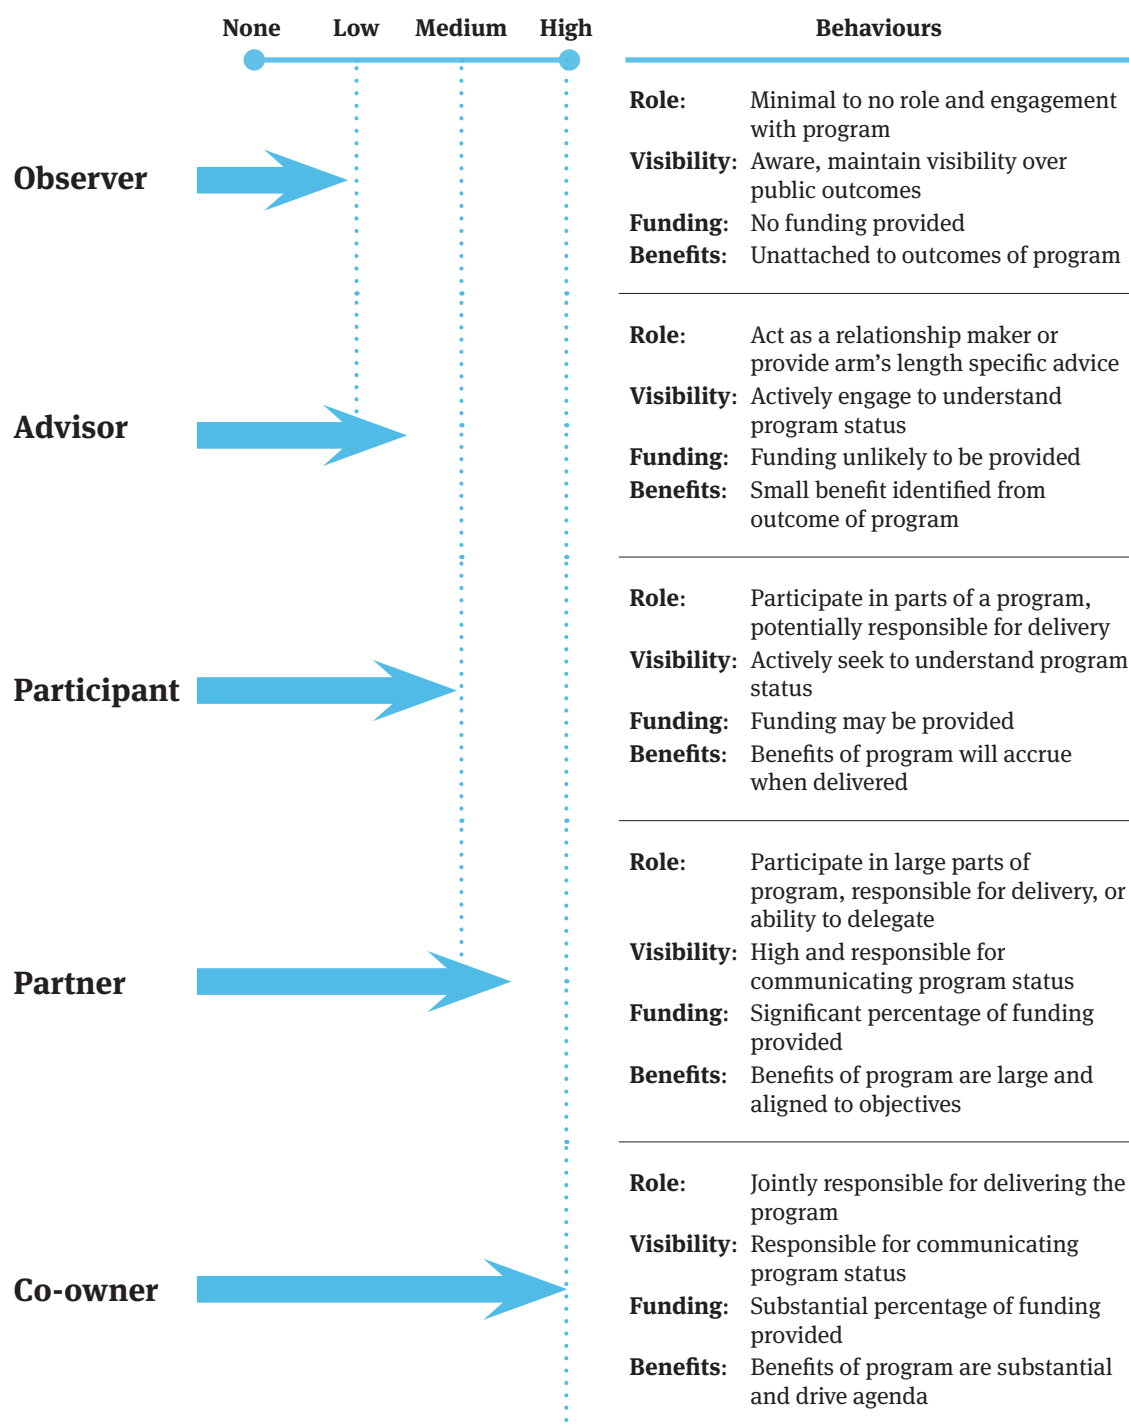 None Low Medium High Behaviours
Observer
Role: Minimal to no role and engagement
with program
Visibility: Aware, maintain visibility over
public outcomes
Funding: No funding provided
Benefits: Unattached to outcomes of program
Advisor
Role: Act as a relationship maker or
provide arm’s length specific advice
Visibility: Actively engage to understand
program status
Funding: Funding unlikely to be provided
Benefits: Small benefit identified from
outcome of program
Participant
Role: Participate in parts of a program,
potentially responsible for delivery
Visibility: Actively seek to understand program
status
Funding: Funding may be provided
Benefits: Benefits of program will accrue
when delivered
Partner
Role: Participate in large parts of
program, responsible for delivery, or
ability to delegate
Visibility: High and responsible for
communicating program status
Funding: Significant percentage of funding
provided
Benefits: Benefits of program are large and
aligned to objectives
Co-owner
Role: Jointly responsible for delivering the
program
Visibility: Responsible for communicating
program status
Funding: Substantial percentage of funding
provided
Benefits: Benefits of program are substantial
and drive agenda